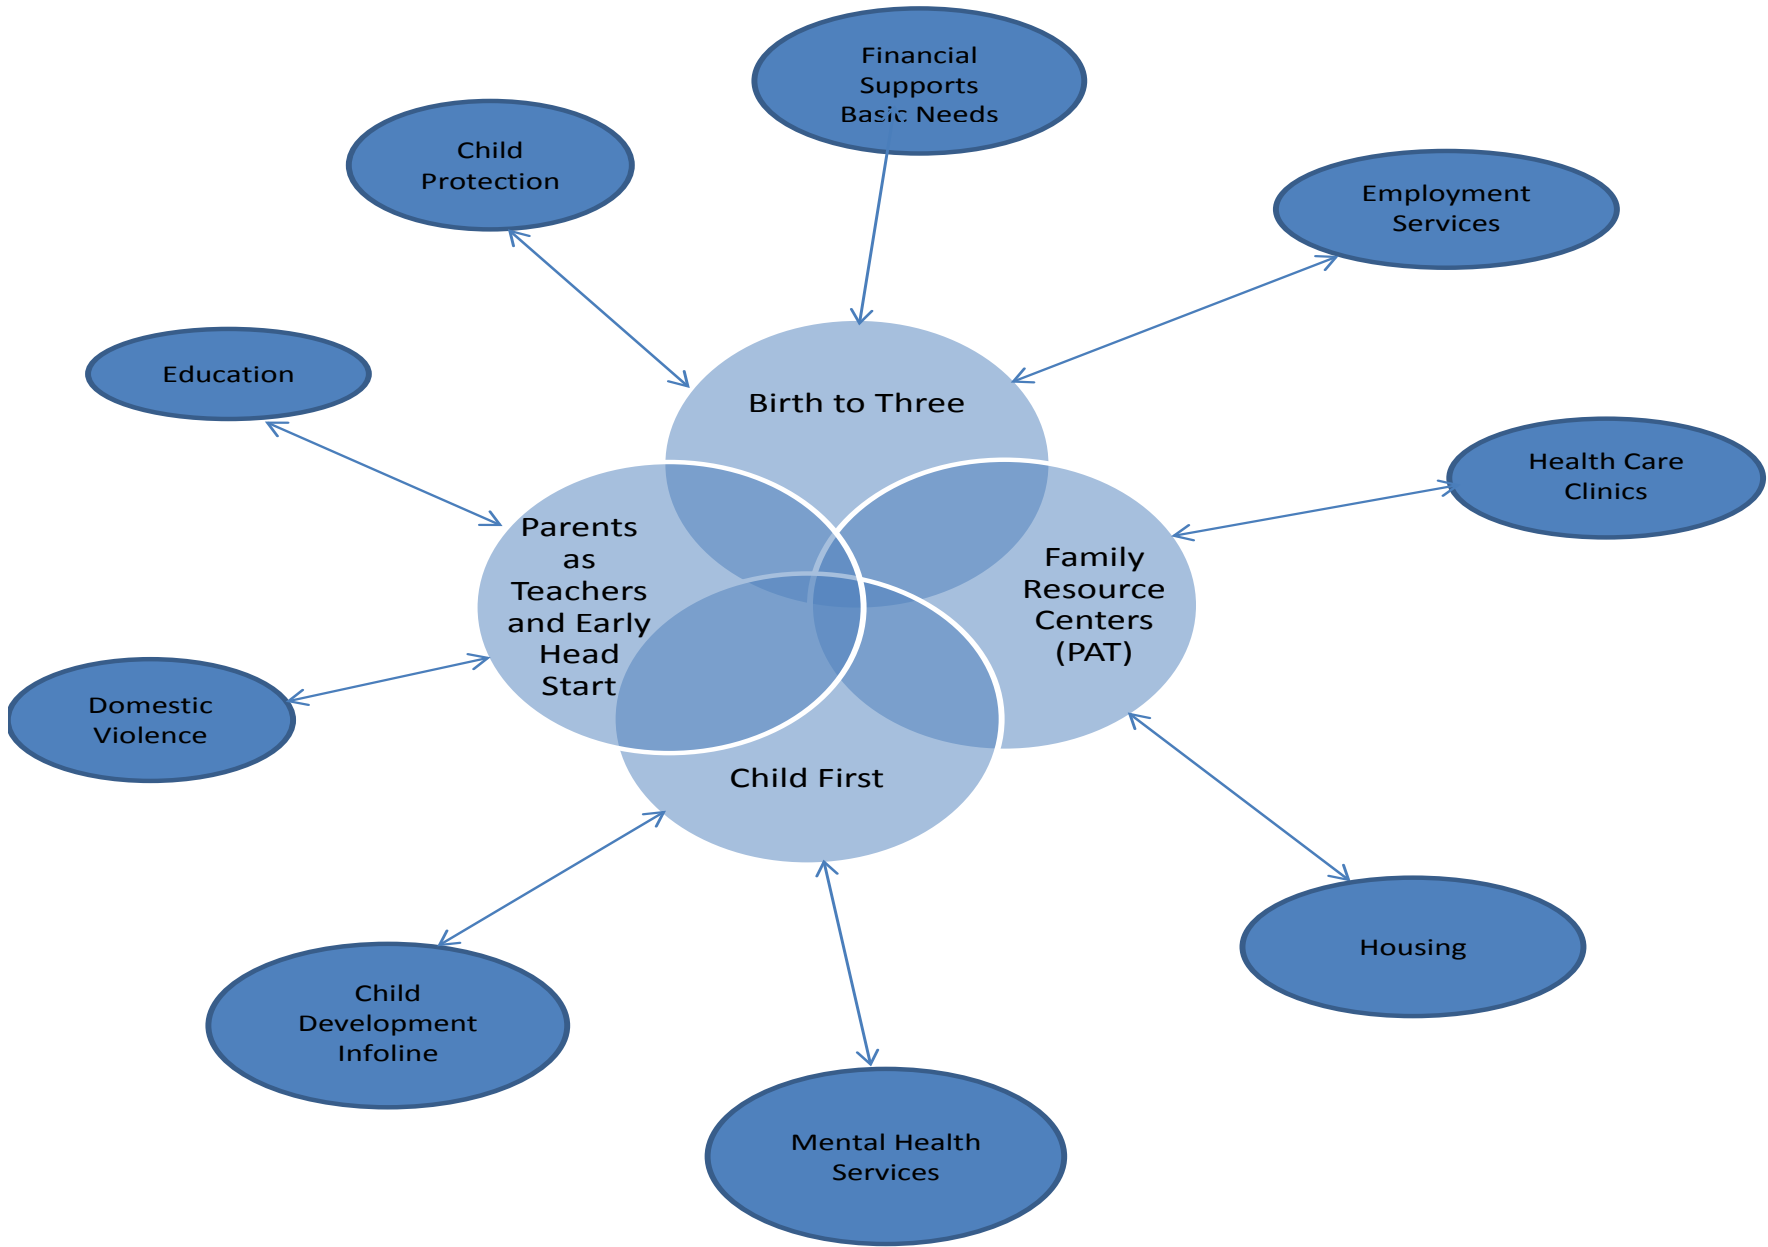 Financial
Supports
Basic Needs
Child
Protection
Employment
Services
Education
Birth to Three
Health Care
Clinics
Parents
as
Teachers
and Early
Head
Start
Family
Resource
Centers
(PAT)
Domestic
Violence
Child First
Housing
Child
Development
Infoline
Mental Health
Services